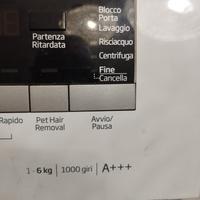 Blocco
Porta
Lavaggio
Partenza
Ritardata
Risciacquo
Centrifuga
Fine
Cancella
Rapido
Pet Hair
Removal
Avvio/
Pausa
1 - 6 kg | 1000 giri | A+++